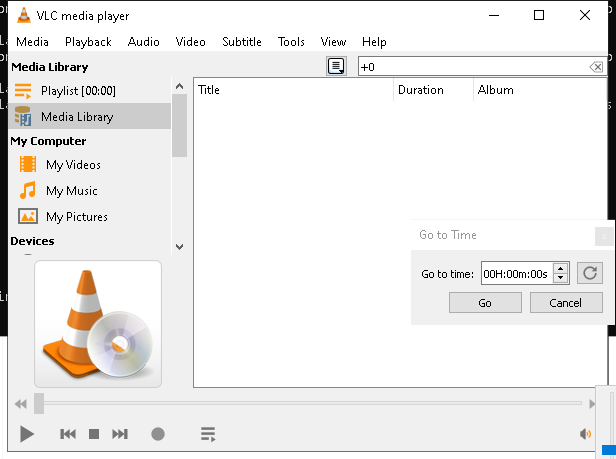 VLC media player
Media Playback Audio Video Subtitle Tools View Help
Media Library
+0
Playlist [00:00]
Title Duration Album
Media Library
My Computer
My Videos
My Music
My Pictures
Devices
Go to Time
Go to time: 00H:00m:00s
Go Cancel